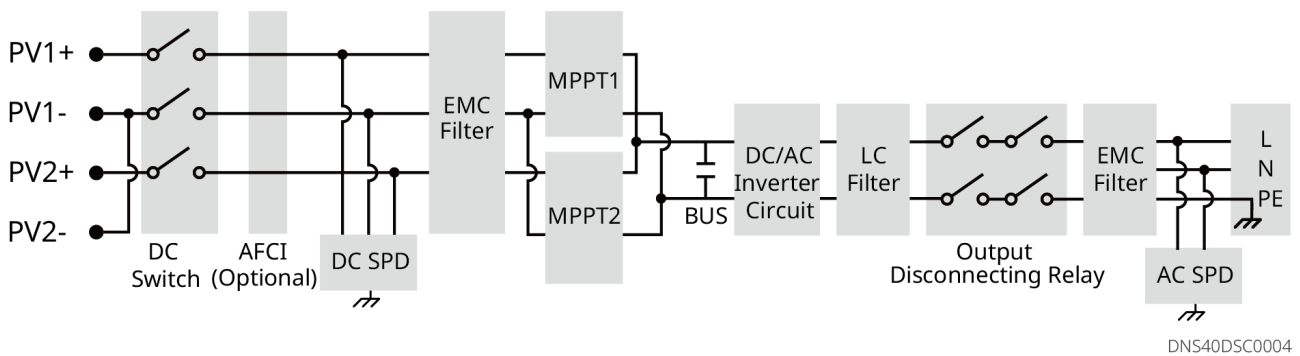 PV1+
PV1-
PV2+
PV2-
DC
Switch
AFCI
(Optional)
DC SPD
EMC
Filter
MPPT1
MPPT2
BUS
DC/AC
Inverter
Circuit
LC
Filter
Output
Disconnecting Relay
EMC
Filter
L
N
PE
AC SPD
DNS40DSC0004